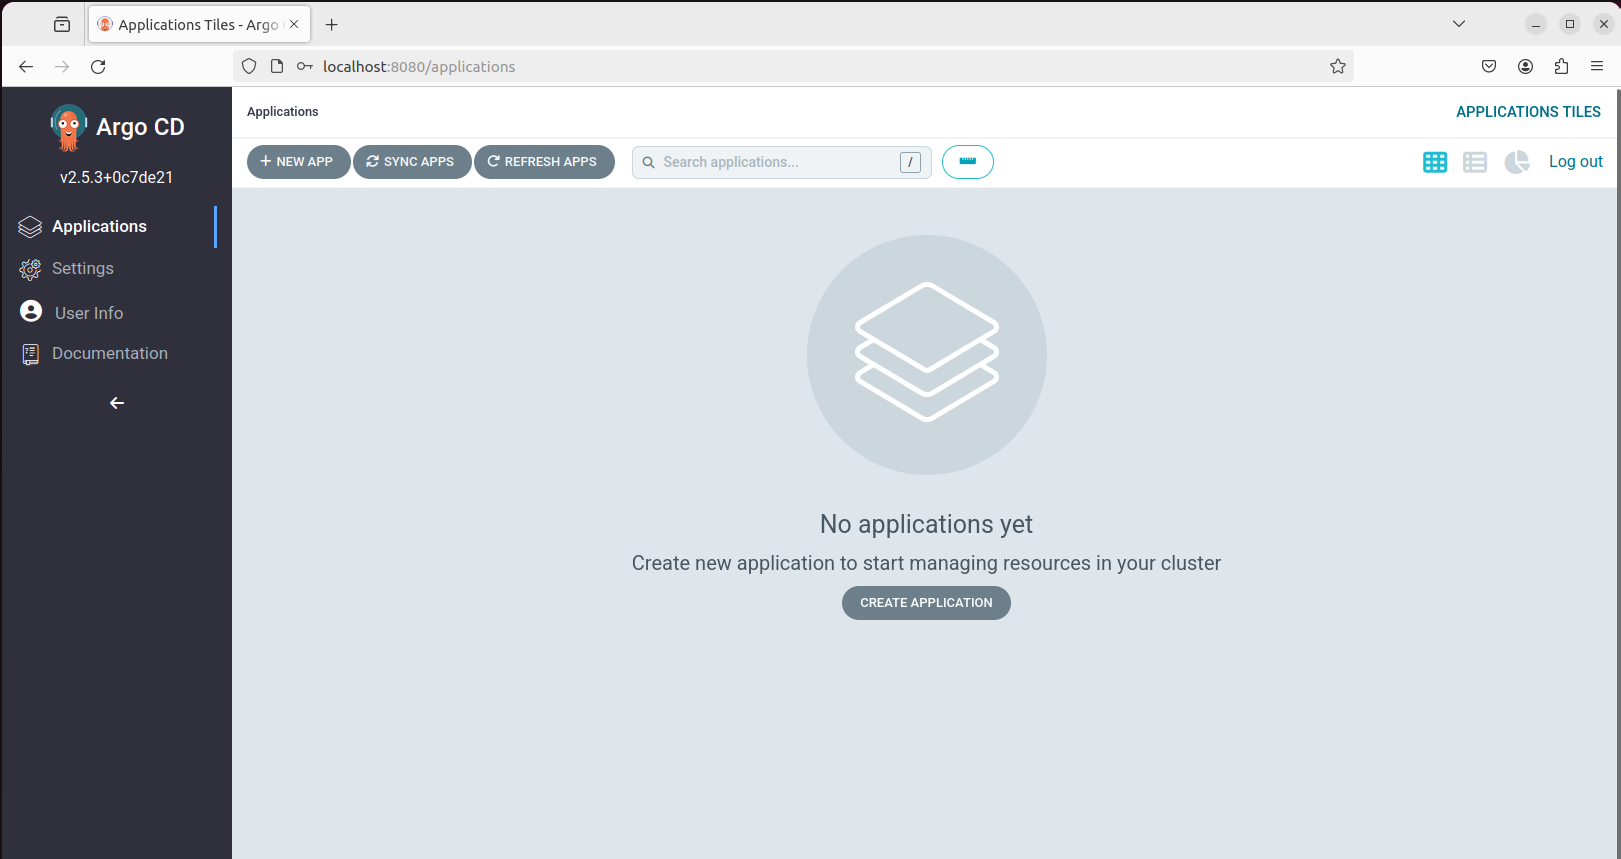 Applications Tiles - Argo
localhost:8080/applications
Argo CD
v2.5.3+0c7de21
Applications
Settings
User Info
Documentation
Applications
APPLICATIONS TILES
+ NEW APP
SYNC APPS
REFRESH APPS
Search applications...
/
Log out
No applications yet
Create new application to start managing resources in your cluster
CREATE APPLICATION